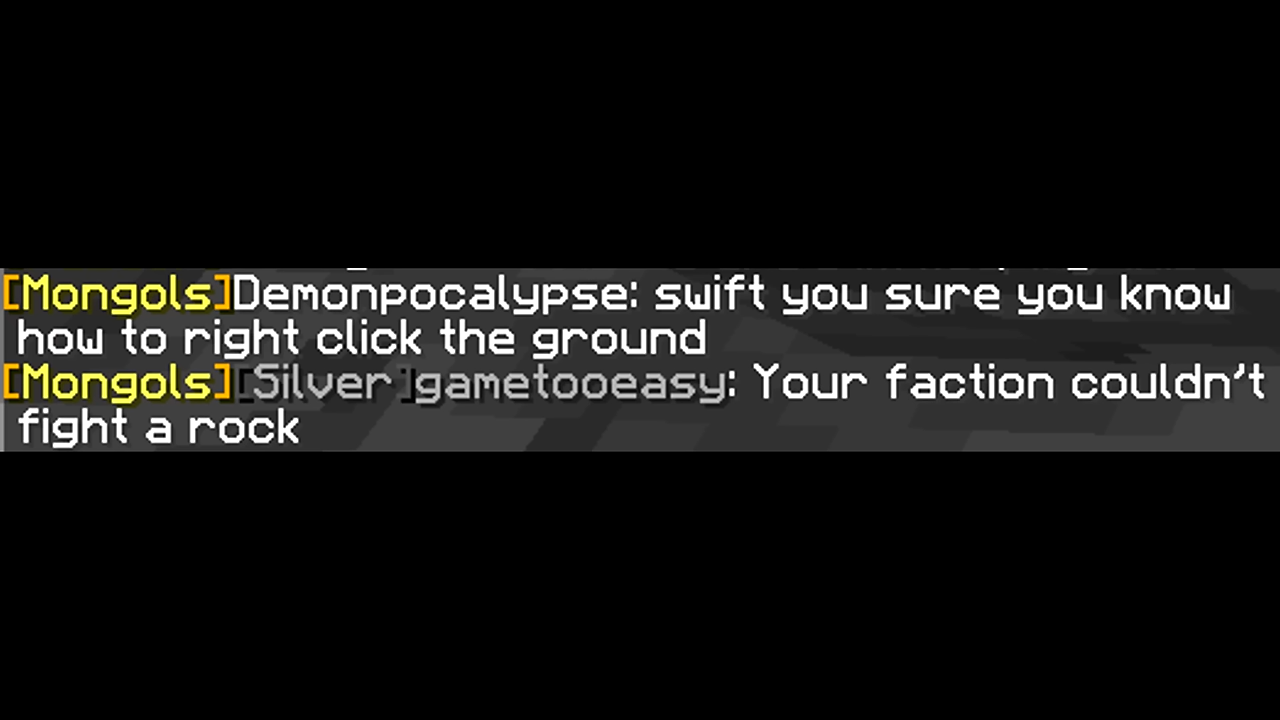 [Mongols]Demonpocalypse: swift you sure you know
how to right click the ground
[Mongols][Silver]gametooeasy: Your faction couldn't
fight a rock